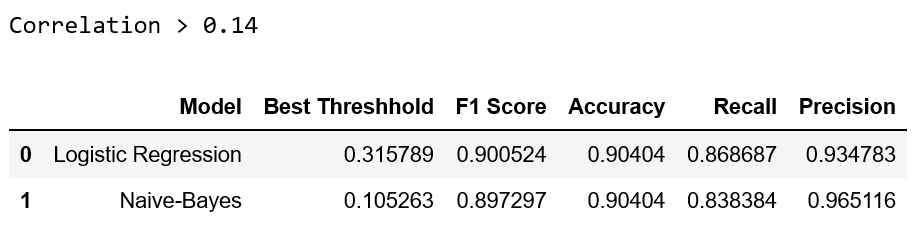 Correlation > 0.14
Model Best Threshhold F1 Score Accuracy Recall Precision
0 Logistic Regression 0.315789 0.900524 0.90404 0.868687 0.934783
1 Naive-Bayes 0.105263 0.897297 0.90404 0.838384 0.965116